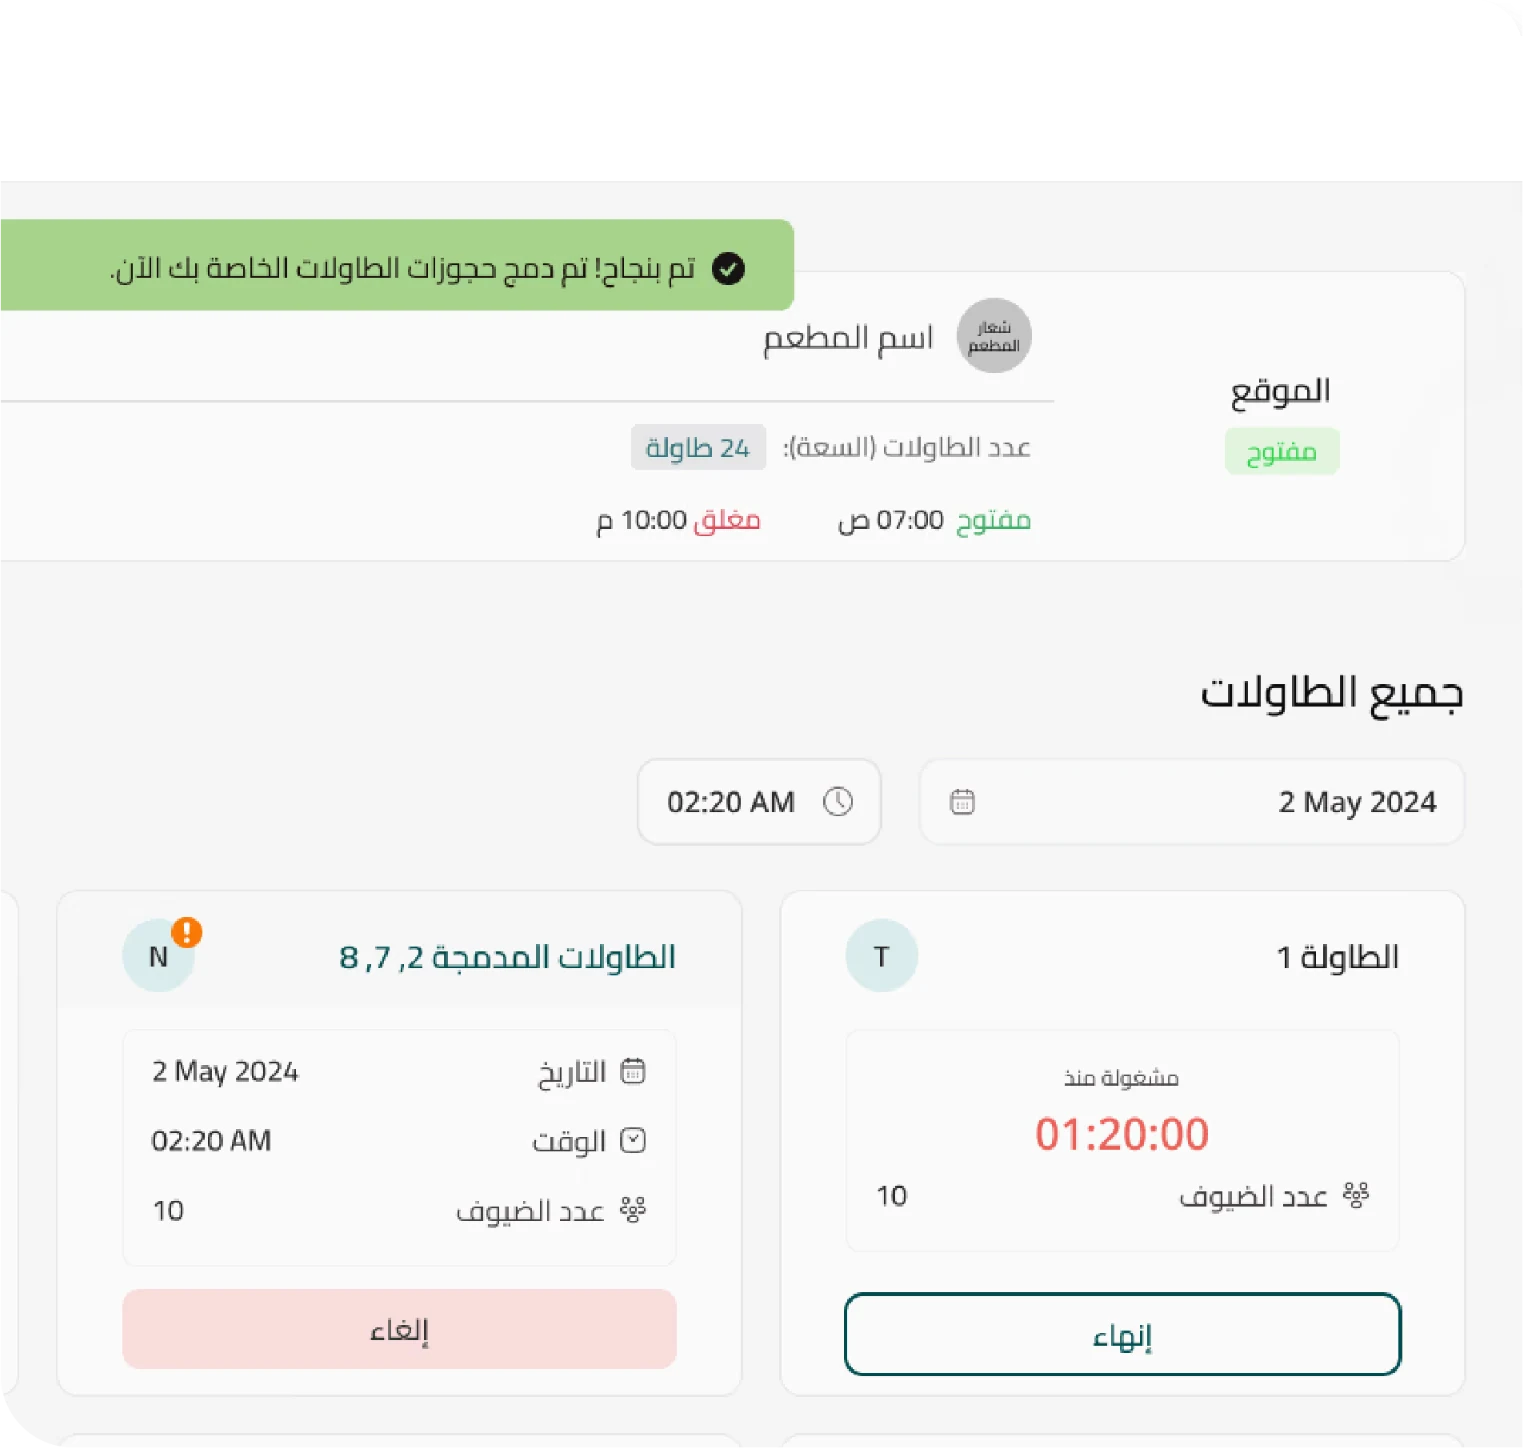 تم بنجاح! تم دمج حجوزات الطاولات الخاصة بك الآن.
شعار
المطعم
اسم المطعم
الموقع
مفتوح
عدد الطاولات (السعة): 24 طاولة
مفتوح 07:00 ص مغلق 10:00 م
جميع الطاولات
2 May 2024
02:20 AM
الطاولة 1
T
مشغولة منذ
01:20:00
عدد الضيوف 10
إنهاء
الطاولات المدمجة 2, 7, 8
N
التاريخ 2 May 2024
الوقت 02:20 AM
عدد الضيوف 10
إلغاء